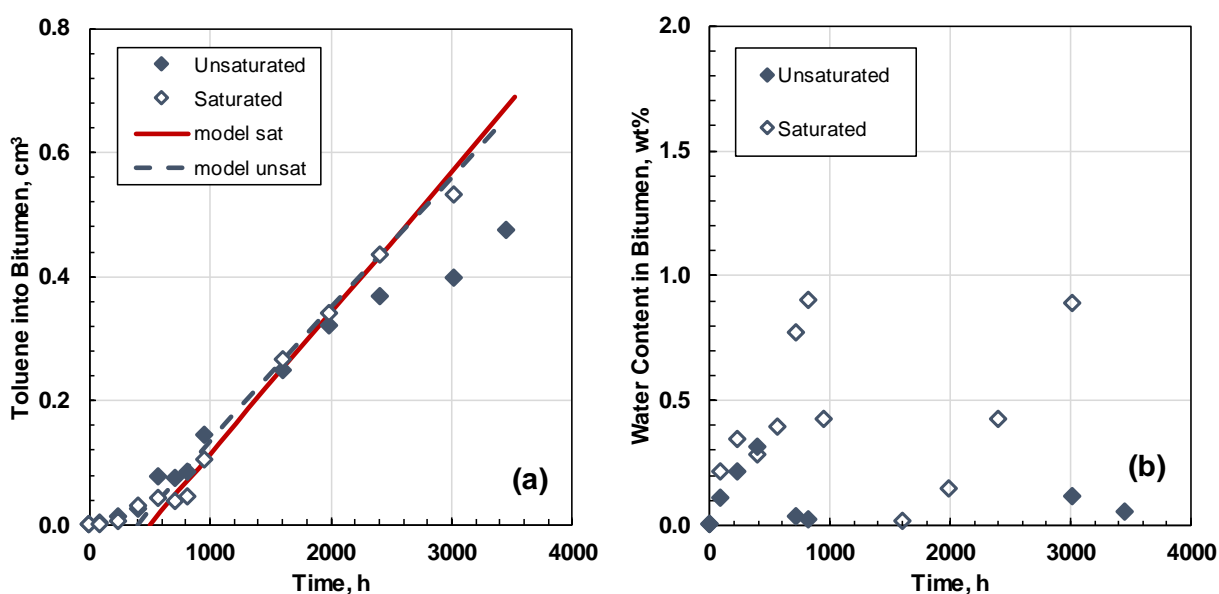 0.8
0.6
0.4
0.2
0.0
Toluene into Bitumen, cm³
Unsaturated
Saturated
model sat
model unsat
(a)
0 1000 2000 3000 4000
Time, h
2.0
1.5
1.0
0.5
0.0
Water Content in Bitumen, wt%
Unsaturated
Saturated
(b)
0 1000 2000 3000 4000
Time, h